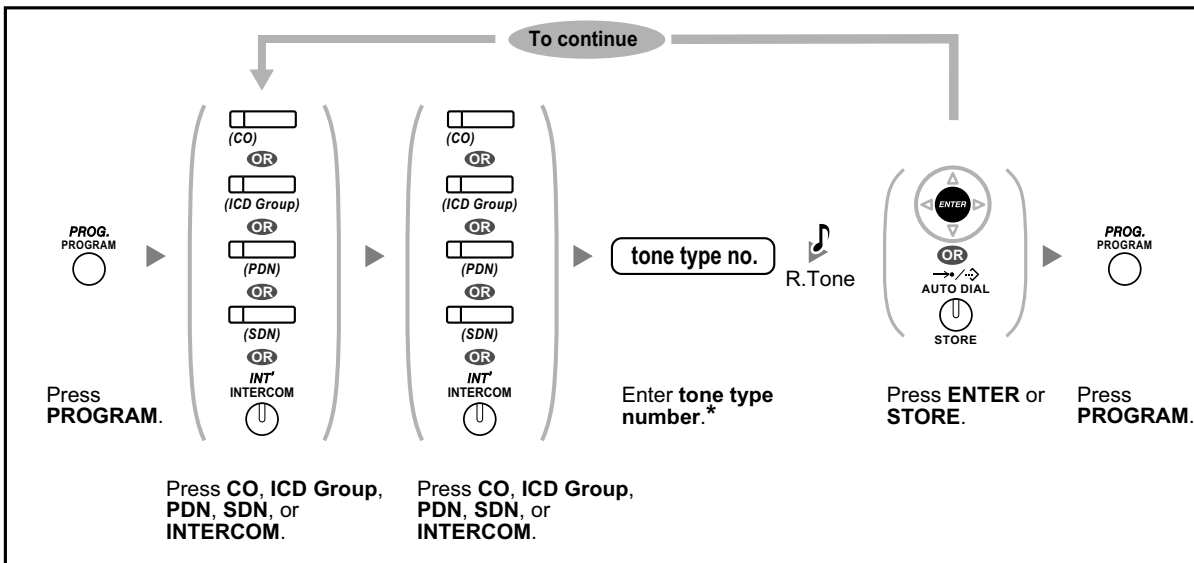 To continue
PROG.
PROGRAM
Press
PROGRAM.
(CO)
OR
(ICD Group)
OR
(PDN)
OR
(SDN)
OR
INT'
INTERCOM
Press CO, ICD Group,
PDN, SDN, or
INTERCOM.
(CO)
OR
(ICD Group)
OR
(PDN)
OR
(SDN)
OR
INT'
INTERCOM
Press CO, ICD Group,
PDN, SDN, or
INTERCOM.
tone type no.
Enter tone type
number.*
R.Tone
ENTER
OR
AUTO DIAL
STORE
Press ENTER or
STORE.
PROG.
PROGRAM
Press
PROGRAM.